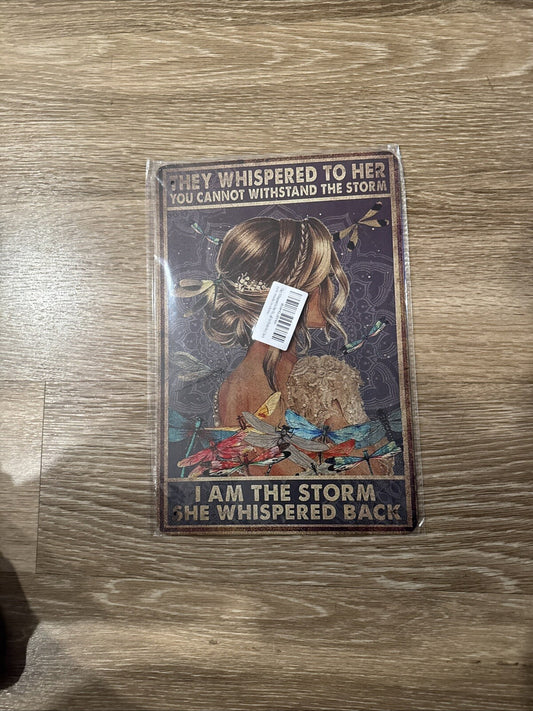 THEY WHISPERED TO HER
YOU CANNOT WITHSTAND THE STORM
I AM THE STORM
SHE WHISPERED BACK